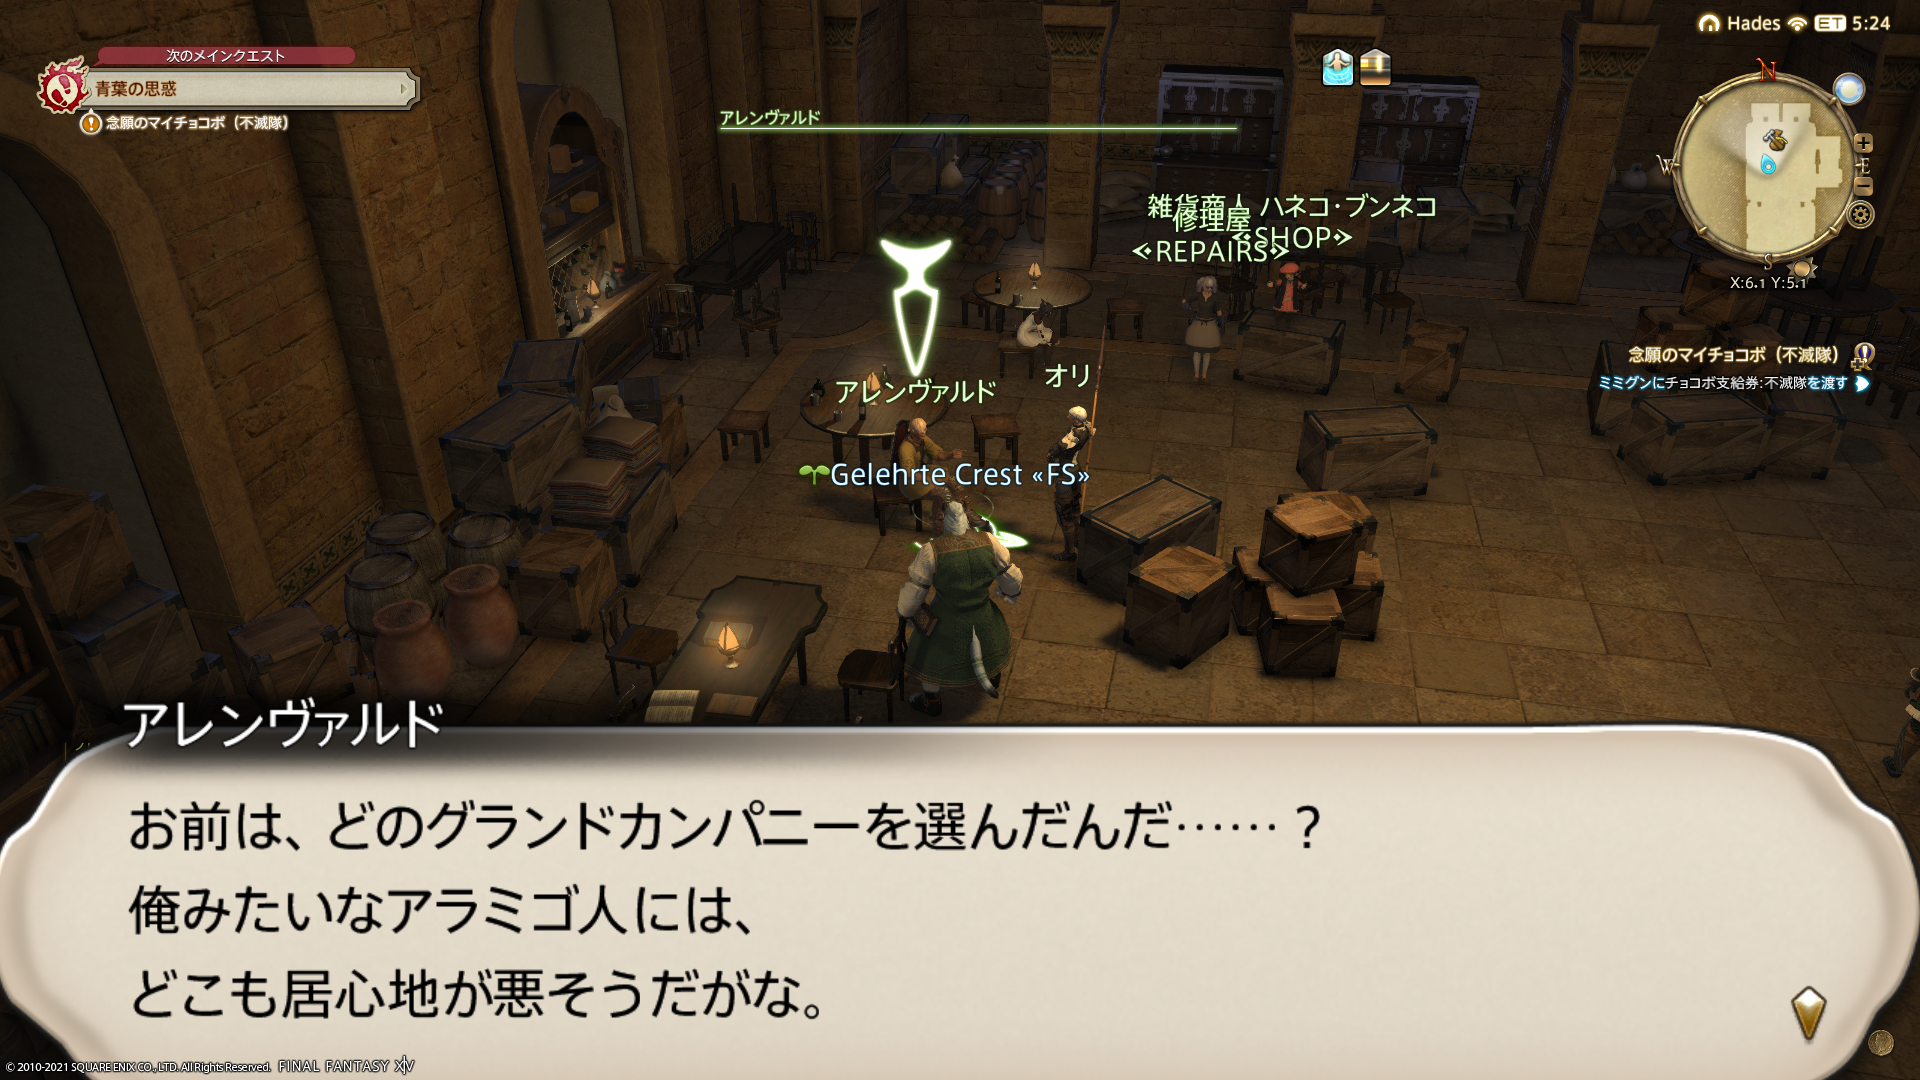 Hades ET 5:24
次のメインクエスト
青葉の思惑
念願のマイチョコボ（不滅隊）
アレンヴァルド
N
W
E
S
X:6.1 Y:5.1
雑貨商人 ハネコ・ブンネコ
修理屋
<SHOP>
<REPAIRS>
念願のマイチョコボ（不滅隊）
ミミグンにチョコボ支給券:不滅隊を渡す
オリ
アレンヴァルド
Gelehrte Crest «FS»
アレンヴァルド
お前は、どのグランドカンパニーを選んだんだ……？
俺みたいなアラミゴ人には、
どこも居心地が悪そうだがな。
© 2010-2021 SQUARE ENIX CO., LTD. All Rights Reserved. FINAL FANTASY XIV